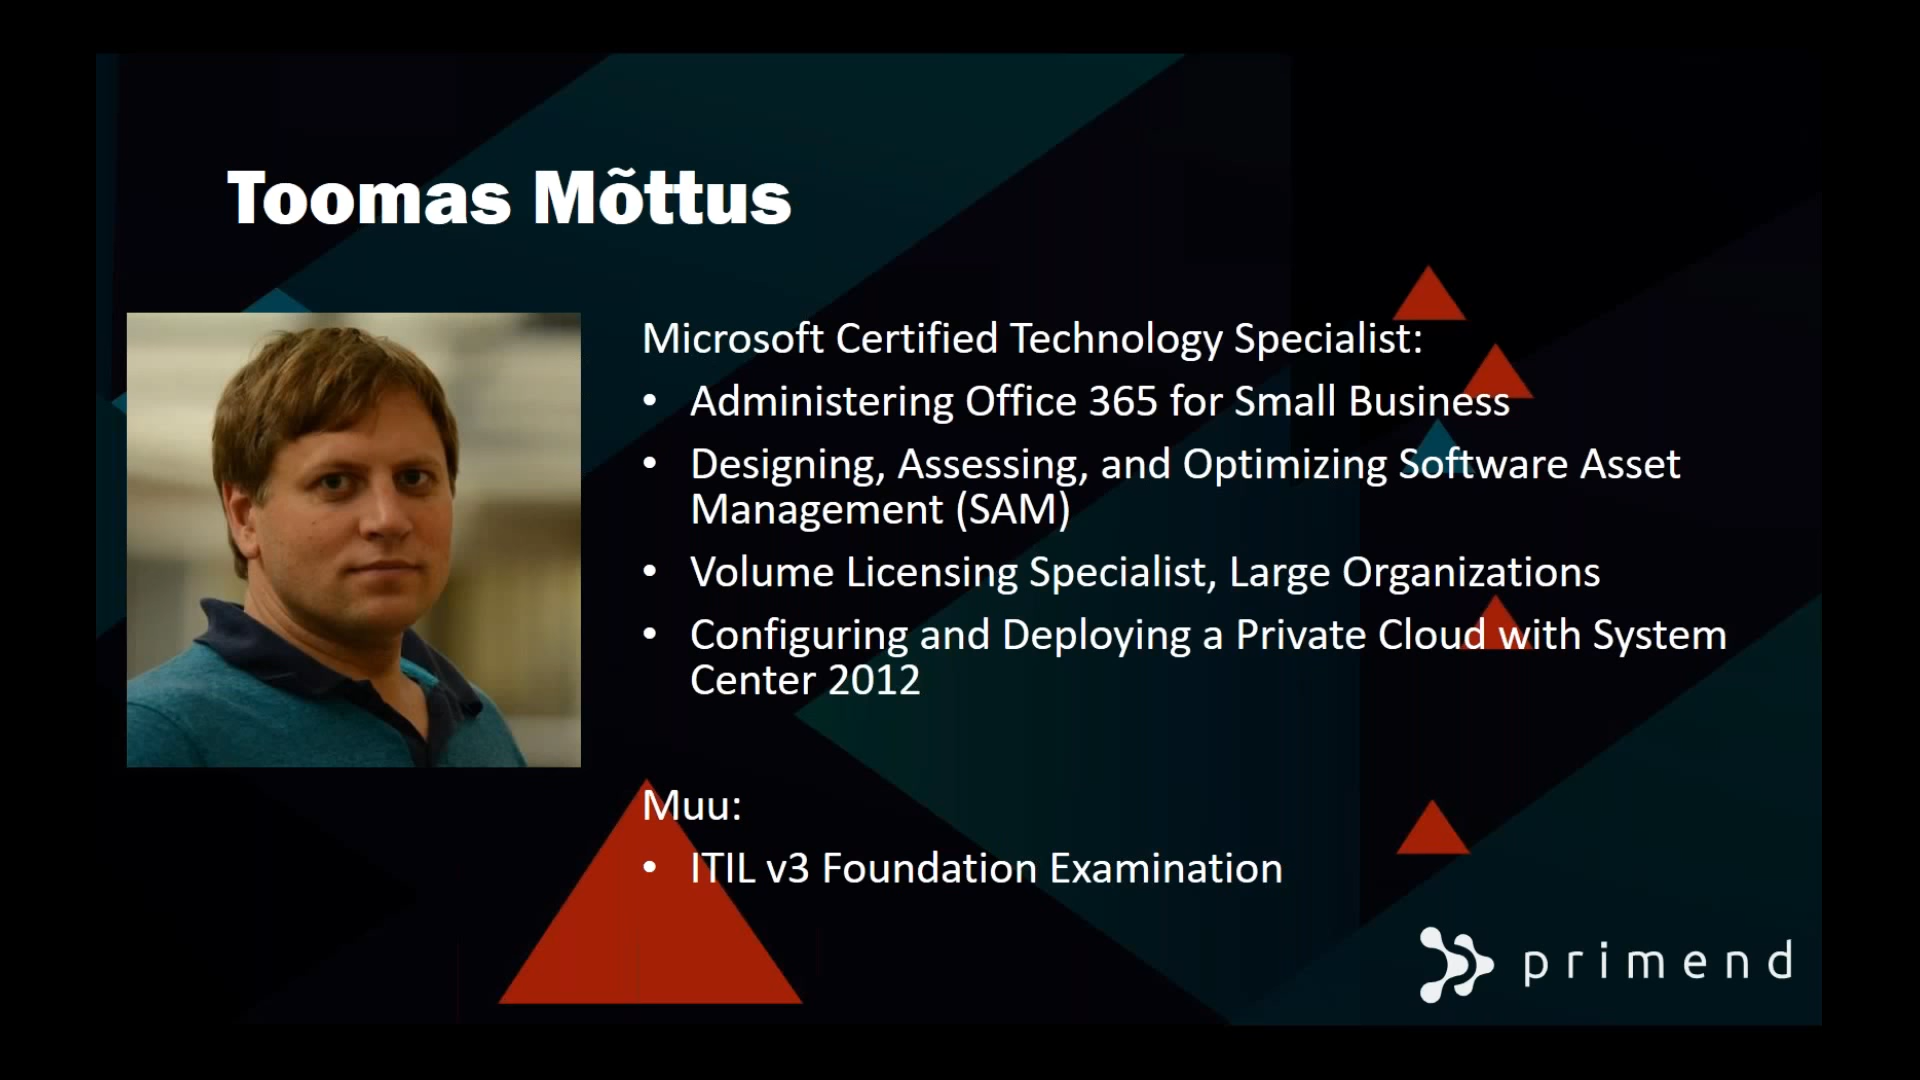 Toomas Mõttus
Microsoft Certified Technology Specialist:
• Administering Office 365 for Small Business
• Designing, Assessing, and Optimizing Software Asset
Management (SAM)
• Volume Licensing Specialist, Large Organizations
• Configuring and Deploying a Private Cloud with System
Center 2012
Muu:
• ITIL v3 Foundation Examination
primend